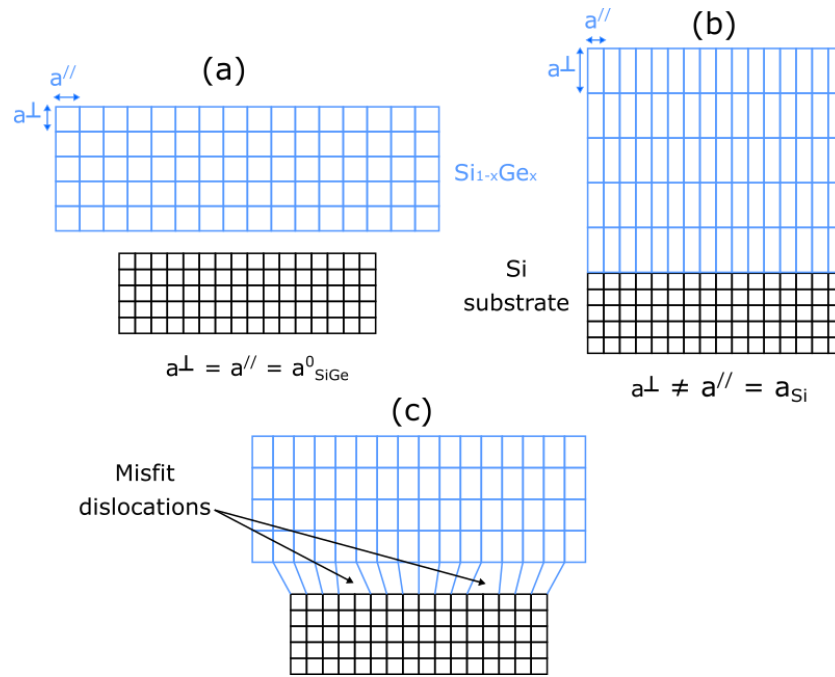 (a)
a//
a⊥
Si1-xGex
a⊥ = a// = a⁰SiGe
(b)
a//
a⊥
Si
substrate
a⊥ ≠ a// = aSi
(c)
Misfit
dislocations